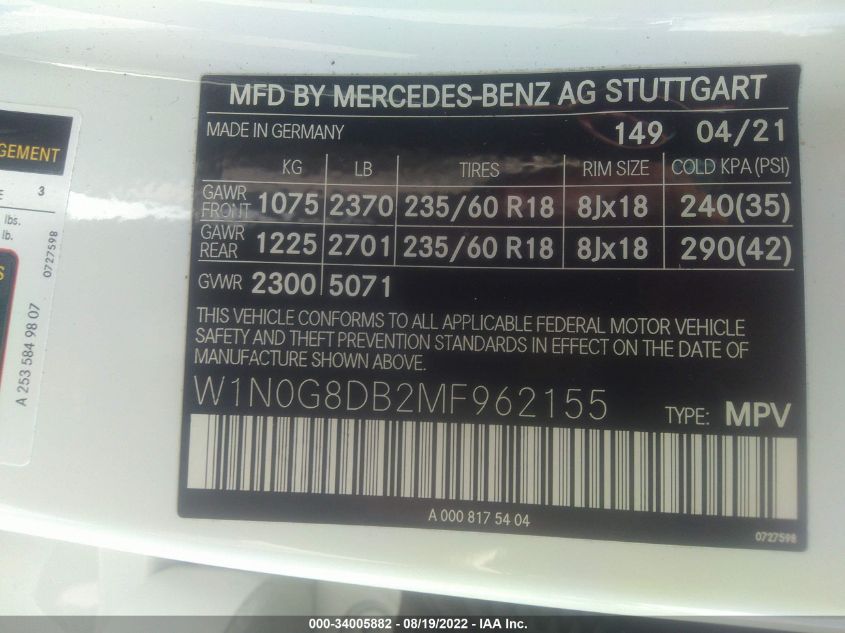 MFD BY MERCEDES-BENZ AG STUTTGART
MADE IN GERMANY 149 04/21
KG LB TIRES RIM SIZE COLD KPA (PSI)
GAWR FRONT 1075 2370 235/60 R18 8Jx18 240(35)
GAWR REAR 1225 2701 235/60 R18 8Jx18 290(42)
GVWR 2300 5071
THIS VEHICLE CONFORMS TO ALL APPLICABLE FEDERAL MOTOR VEHICLE
SAFETY AND THEFT PREVENTION STANDARDS IN EFFECT ON THE DATE OF
MANUFACTURE SHOWN ABOVE.
W1N0G8DB2MF962155 TYPE: MPV
A 000 817 54 04
0727598
GEMENT
3
lbs.
lb.
0727598
S
A 253 584 98 07
000-34005882 - 08/19/2022 - IAA Inc.